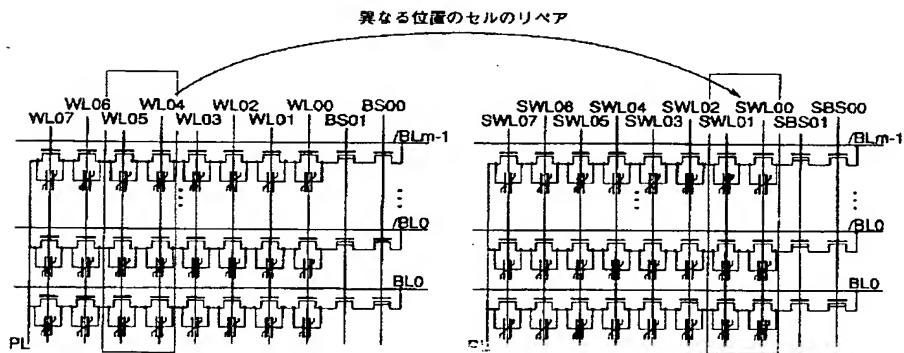 異なる位置のセルのリペア
WL06 WL04 WL02 WL00 BS00
WL07 WL05 WL03 WL01 BS01
/BLm-1
/BL0
BL0
PL
SWL06 SWL04 SWL02 SWL00 SBS00
SWL07 SWL05 SWL03 SWL01 SBS01
/BLm-1
/BL0
BL0